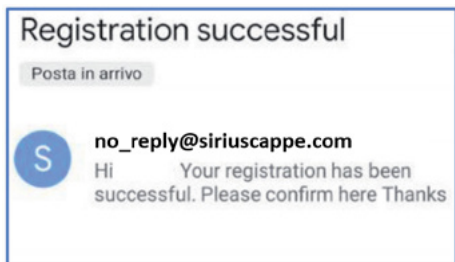 Registration successful
Posta in arrivo
S
no_reply@siriuscappe.com
Hi Your registration has been
successful. Please confirm here Thanks